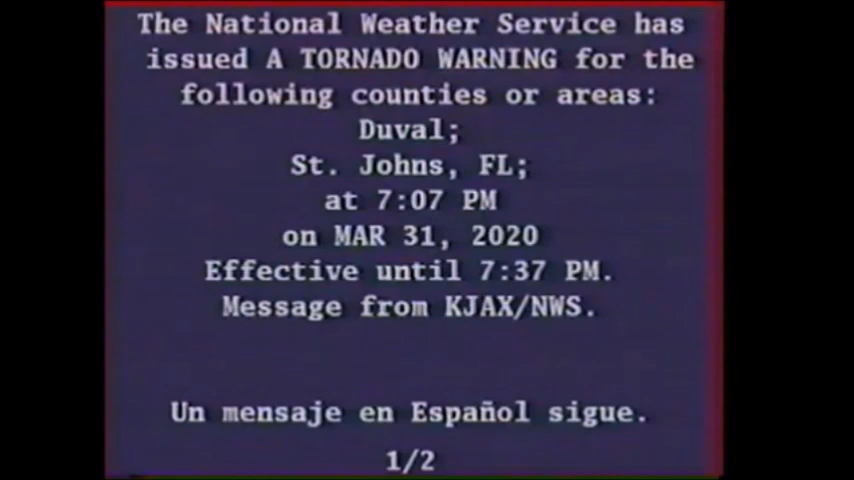 The National Weather Service has
issued A TORNADO WARNING for the
following counties or areas:
Duval;
St. Johns, FL;
at 7:07 PM
on MAR 31, 2020
Effective until 7:37 PM.
Message from KJAX/NWS.
Un mensaje en Español sigue.
1/2